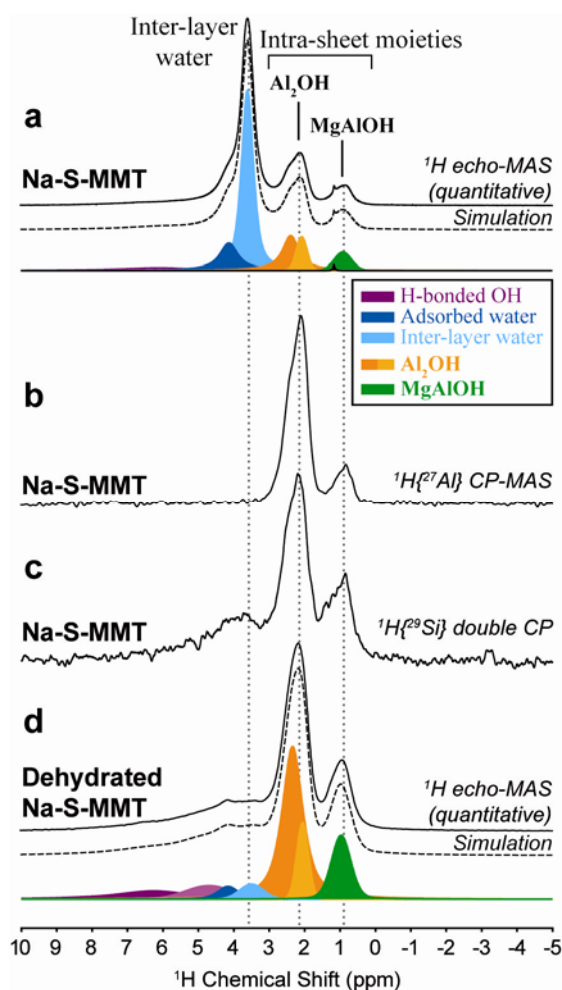 Inter-layer
water
Intra-sheet moieties
Al₂OH
MgAlOH
a
Na-S-MMT
¹H echo-MAS
(quantitative)
Simulation
H-bonded OH
Adsorbed water
Inter-layer water
Al₂OH
MgAlOH
b
Na-S-MMT
¹H{²⁷Al} CP-MAS
c
Na-S-MMT
¹H{²⁹Si} double CP
d
Dehydrated
Na-S-MMT
¹H echo-MAS
(quantitative)
Simulation
10 9 8 7 6 5 4 3 2 1 0 -1 -2 -3 -4 -5
¹H Chemical Shift (ppm)